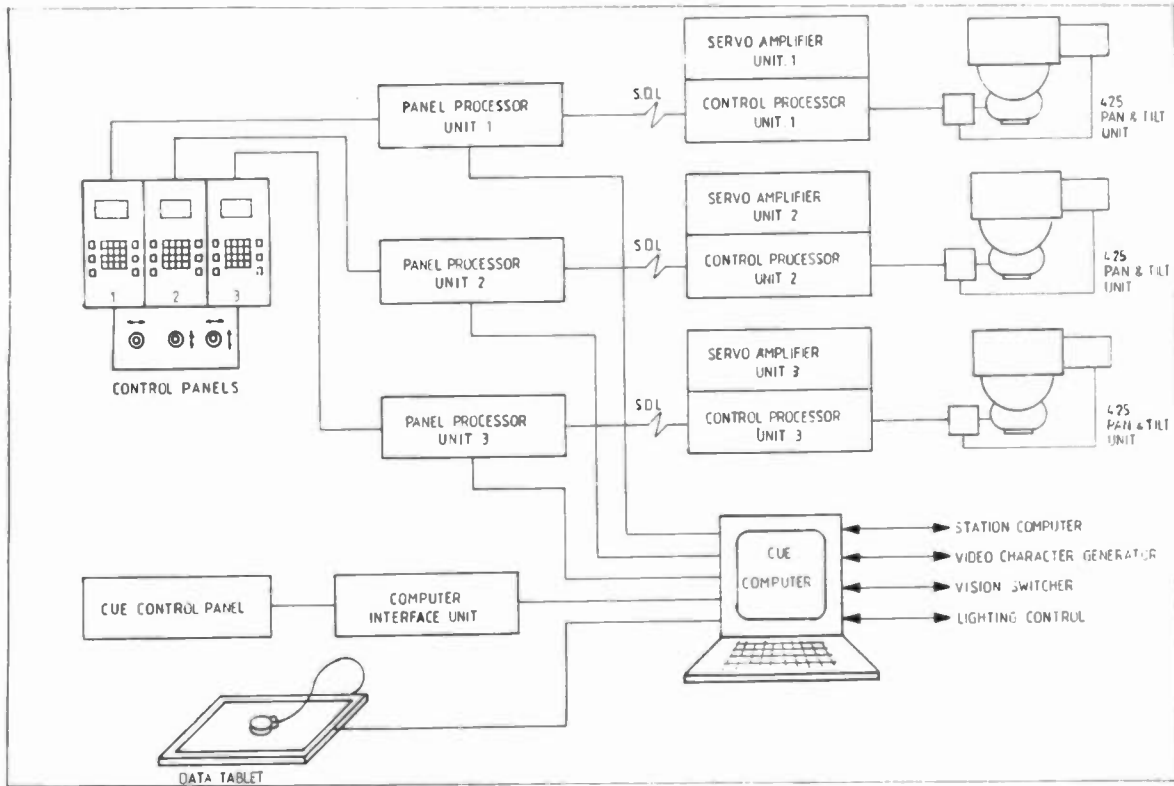 SERVO AMPLIFIER
UNIT 1
PANEL PROCESSOR
UNIT 1
S.D.L
CONTROL PROCESSOR
UNIT 1
425
PAN & TILT
UNIT
SERVO AMPLIFIER
UNIT 2
PANEL PROCESSOR
UNIT 2
S.D.L
CONTROL PROCESSOR
UNIT 2
425
PAN & TILT
UNIT
1 2 3
CONTROL PANELS
SERVO AMPLIFIER
UNIT 3
PANEL PROCESSOR
UNIT 3
S.D.L
CONTROL PROCESSOR
UNIT 3
425
PAN & TILT
UNIT
CUE
COMPUTER
STATION COMPUTER
VIDEO CHARACTER GENERATOR
VISION SWITCHER
LIGHTING CONTROL
CUE CONTROL PANEL
COMPUTER
INTERFACE UNIT
DATA TABLET